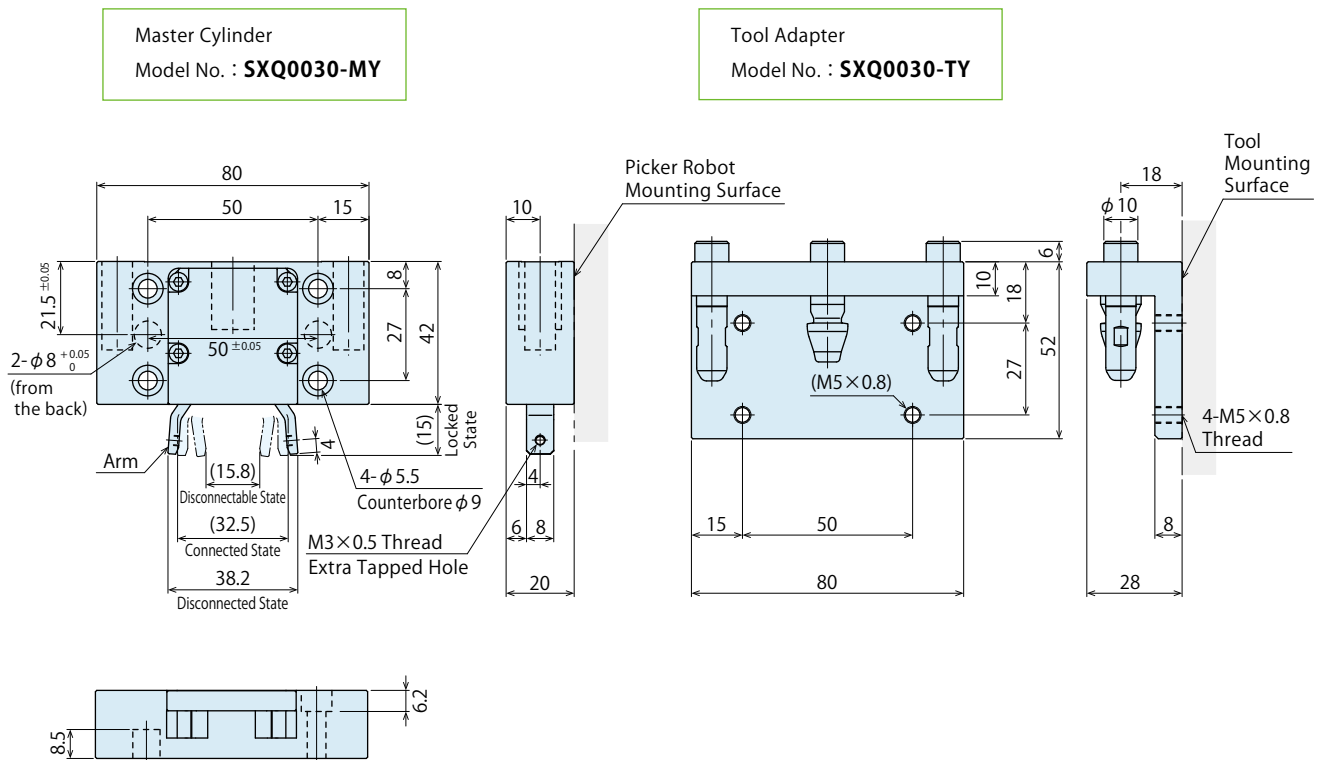 Master Cylinder
Model No. : SXQ0030-MY
Tool Adapter
Model No. : SXQ0030-TY
80
50
15
21.5 ±0.05
8
27
42
50 ±0.05
2-φ8 +0.05 0
(from
the back)
Arm
(15)
Locked
State
4
(15.8)
Disconnectable State
(32.5)
Connected State
38.2
Disconnected State
4-φ5.5
Counterbore φ9
Picker Robot
Mounting Surface
10
4
6
8
20
M3×0.5 Thread
Extra Tapped Hole
6
10
18
27
52
(M5×0.8)
15
50
80
Tool
Mounting
Surface
18
φ10
4-M5×0.8
Thread
8
28
8.5
6.2